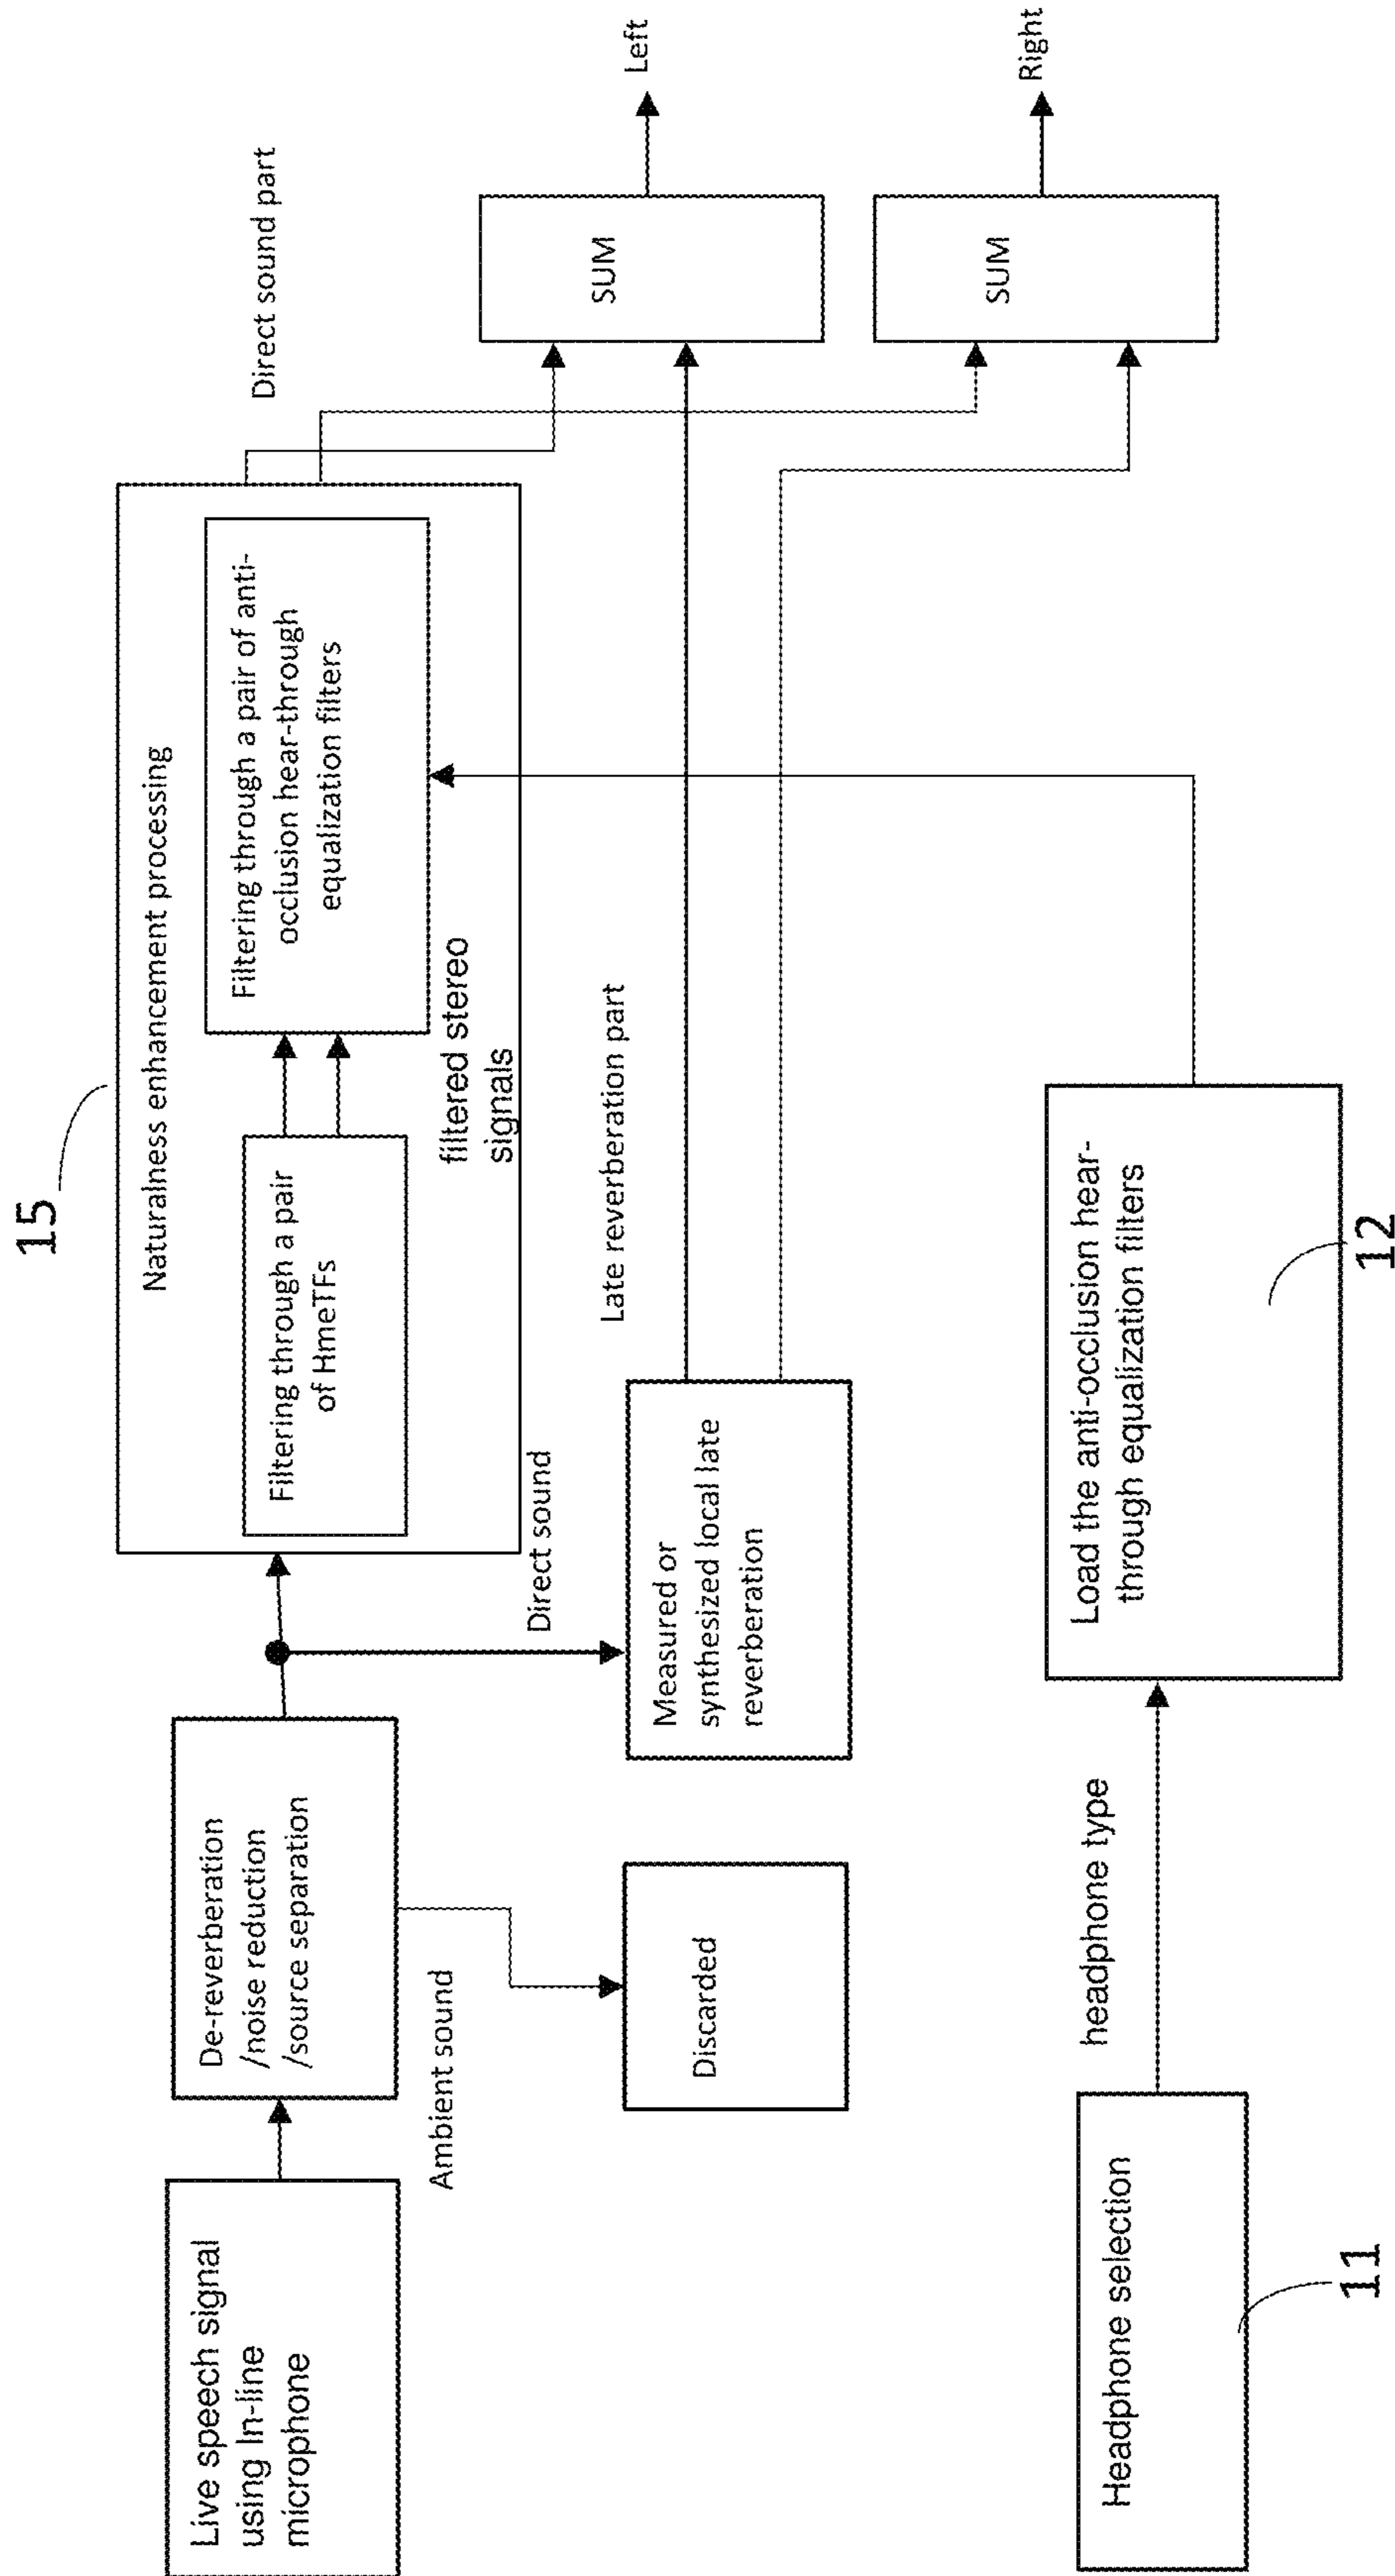 15
Naturalness enhancement processing
Live speech signal
using In-line
microphone
De-reverberation
/noise reduction
/source separation
Filtering through a pair
of HmeTFs
Filtering through a pair of anti-
occlusion hear-through
equalization filters
filtered stereo
signals
Direct sound part
Ambient sound
Direct sound
Discarded
Measured or
synthesized local late
reverberation
Late reverberation part
SUM
Left
SUM
Right
Headphone selection
11
headphone type
Load the anti-occlusion hear-
through equalization filters
12